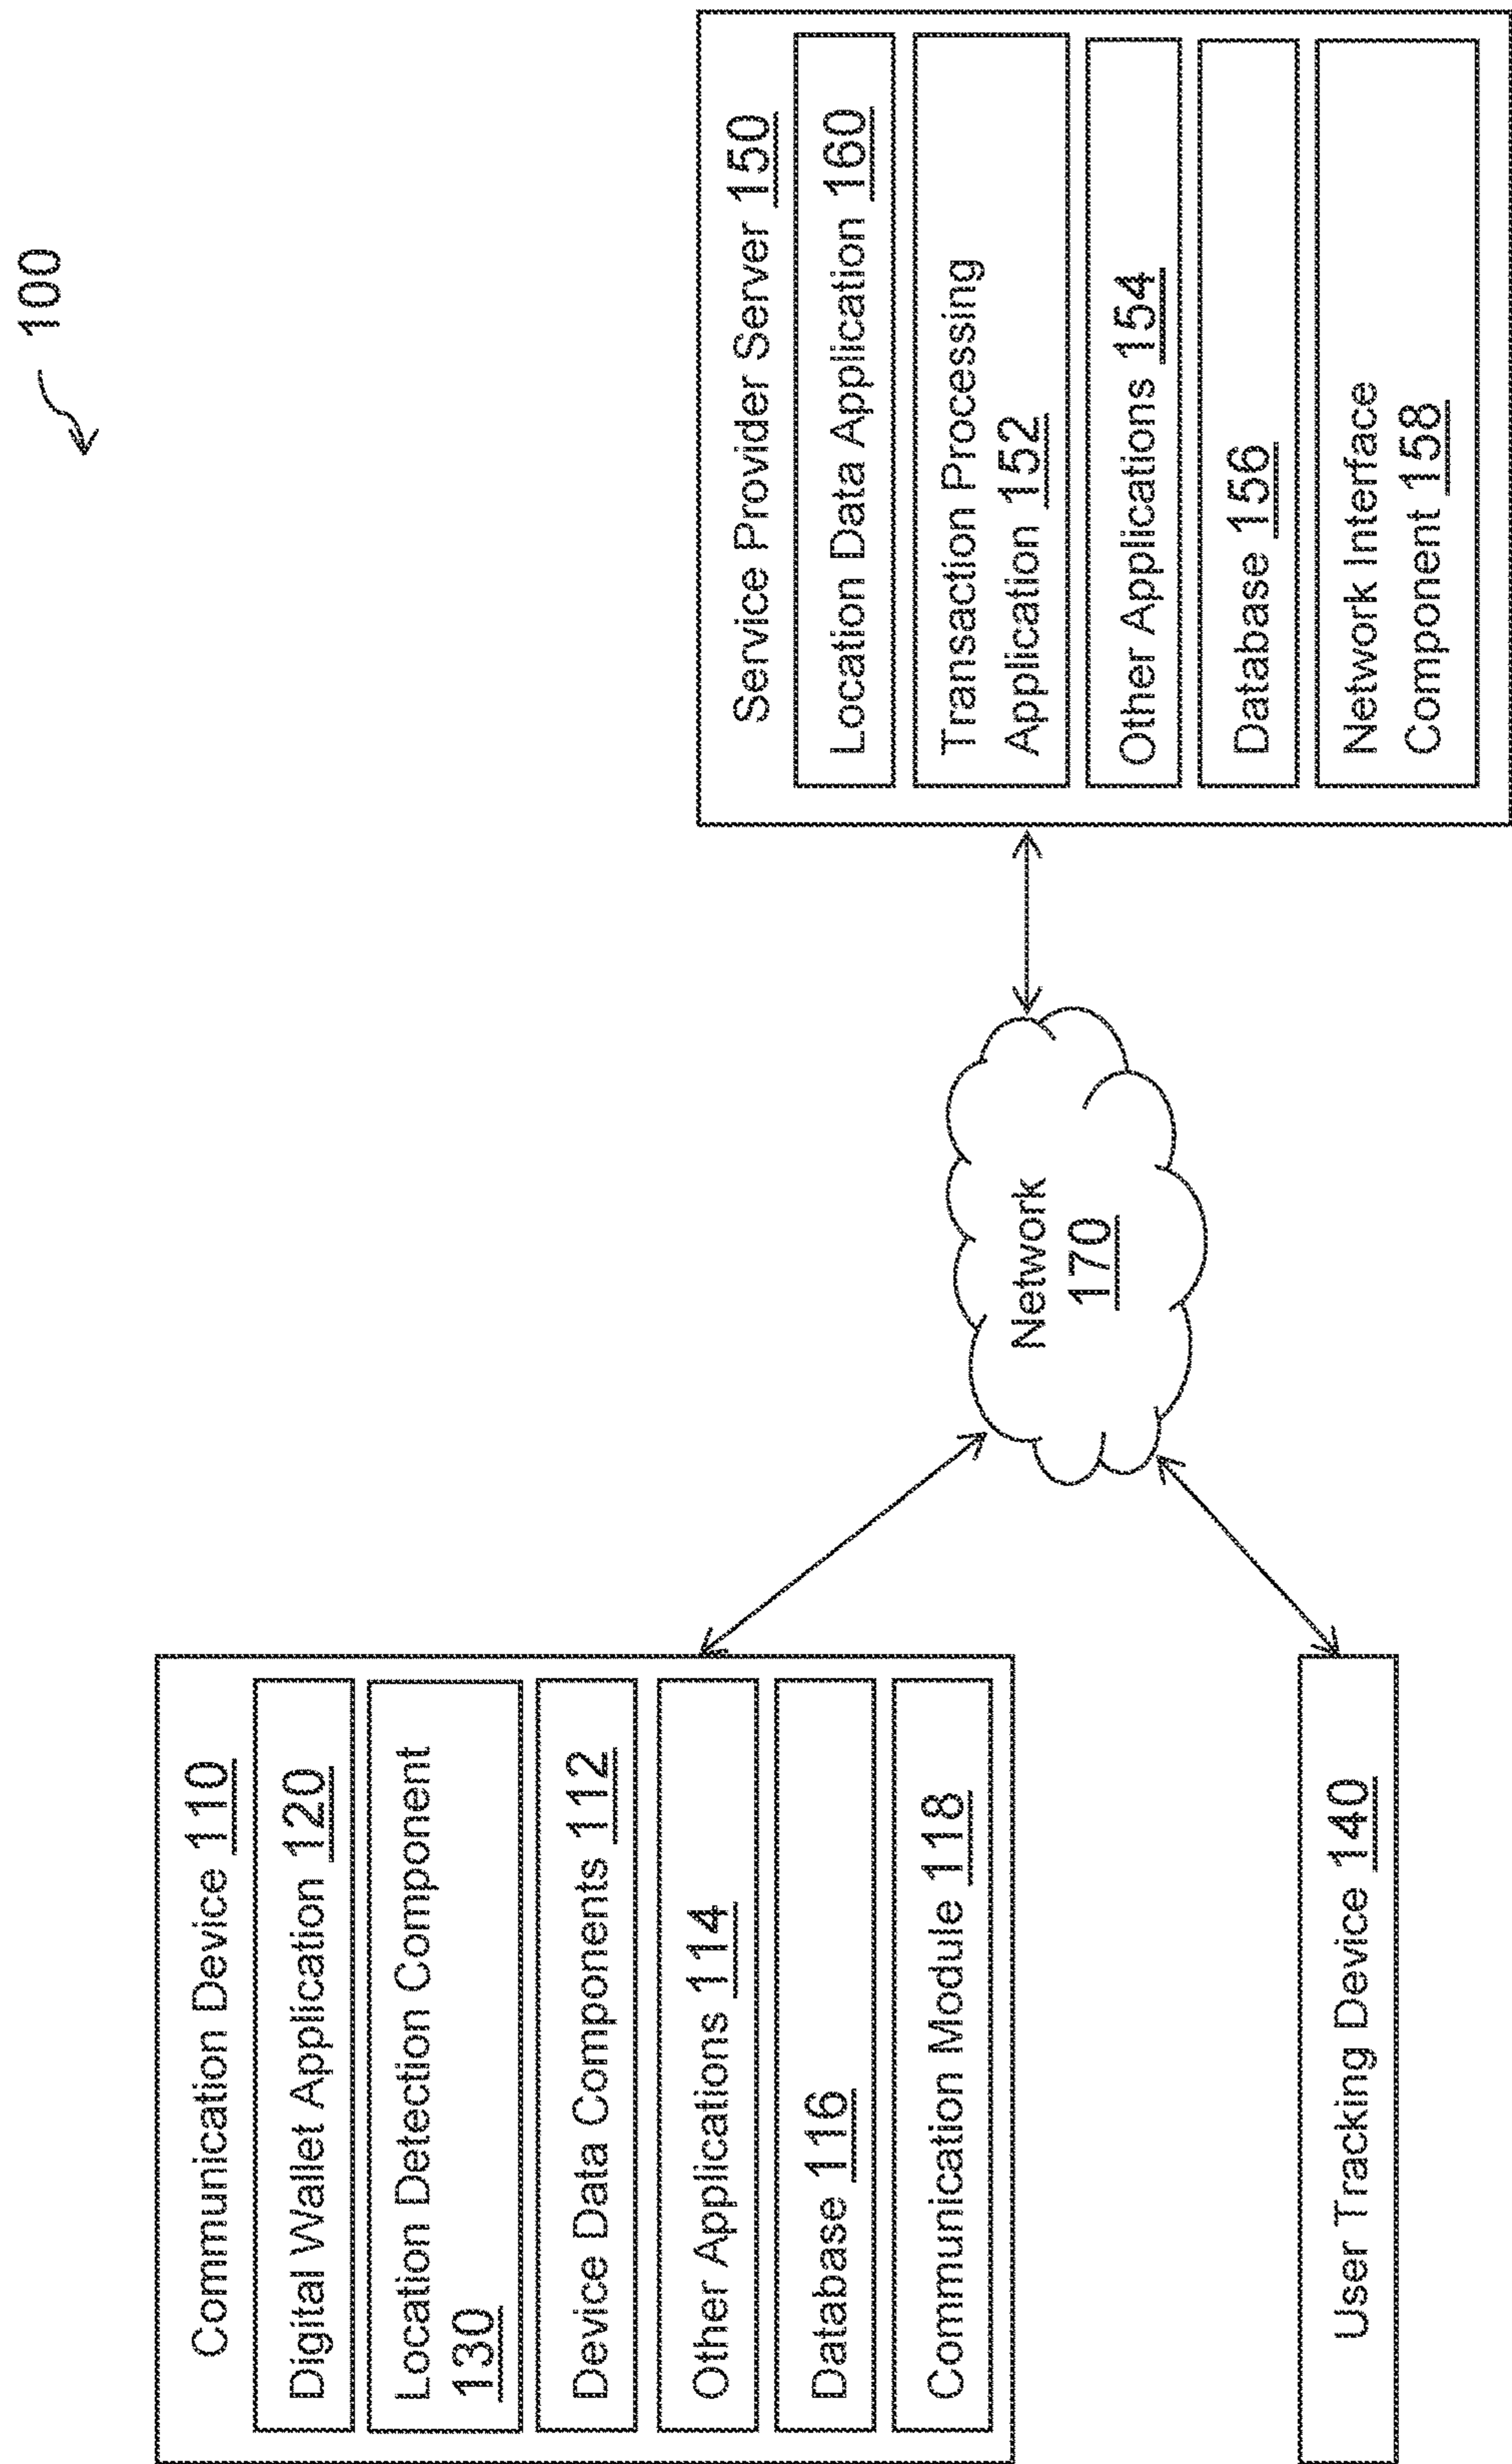 100
Communication Device 110
Digital Wallet Application 120
Location Detection Component
130
Device Data Components 112
Other Applications 114
Database 116
Communication Module 118
User Tracking Device 140
Network
170
Service Provider Server 150
Location Data Application 160
Transaction Processing
Application 152
Other Applications 154
Database 156
Network Interface
Component 158